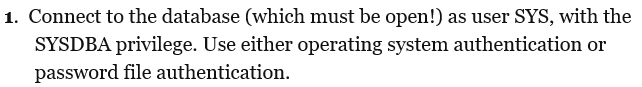 1. Connect to the database (which must be open!) as user SYS, with the
SYSDBA privilege. Use either operating system authentication or
password file authentication.